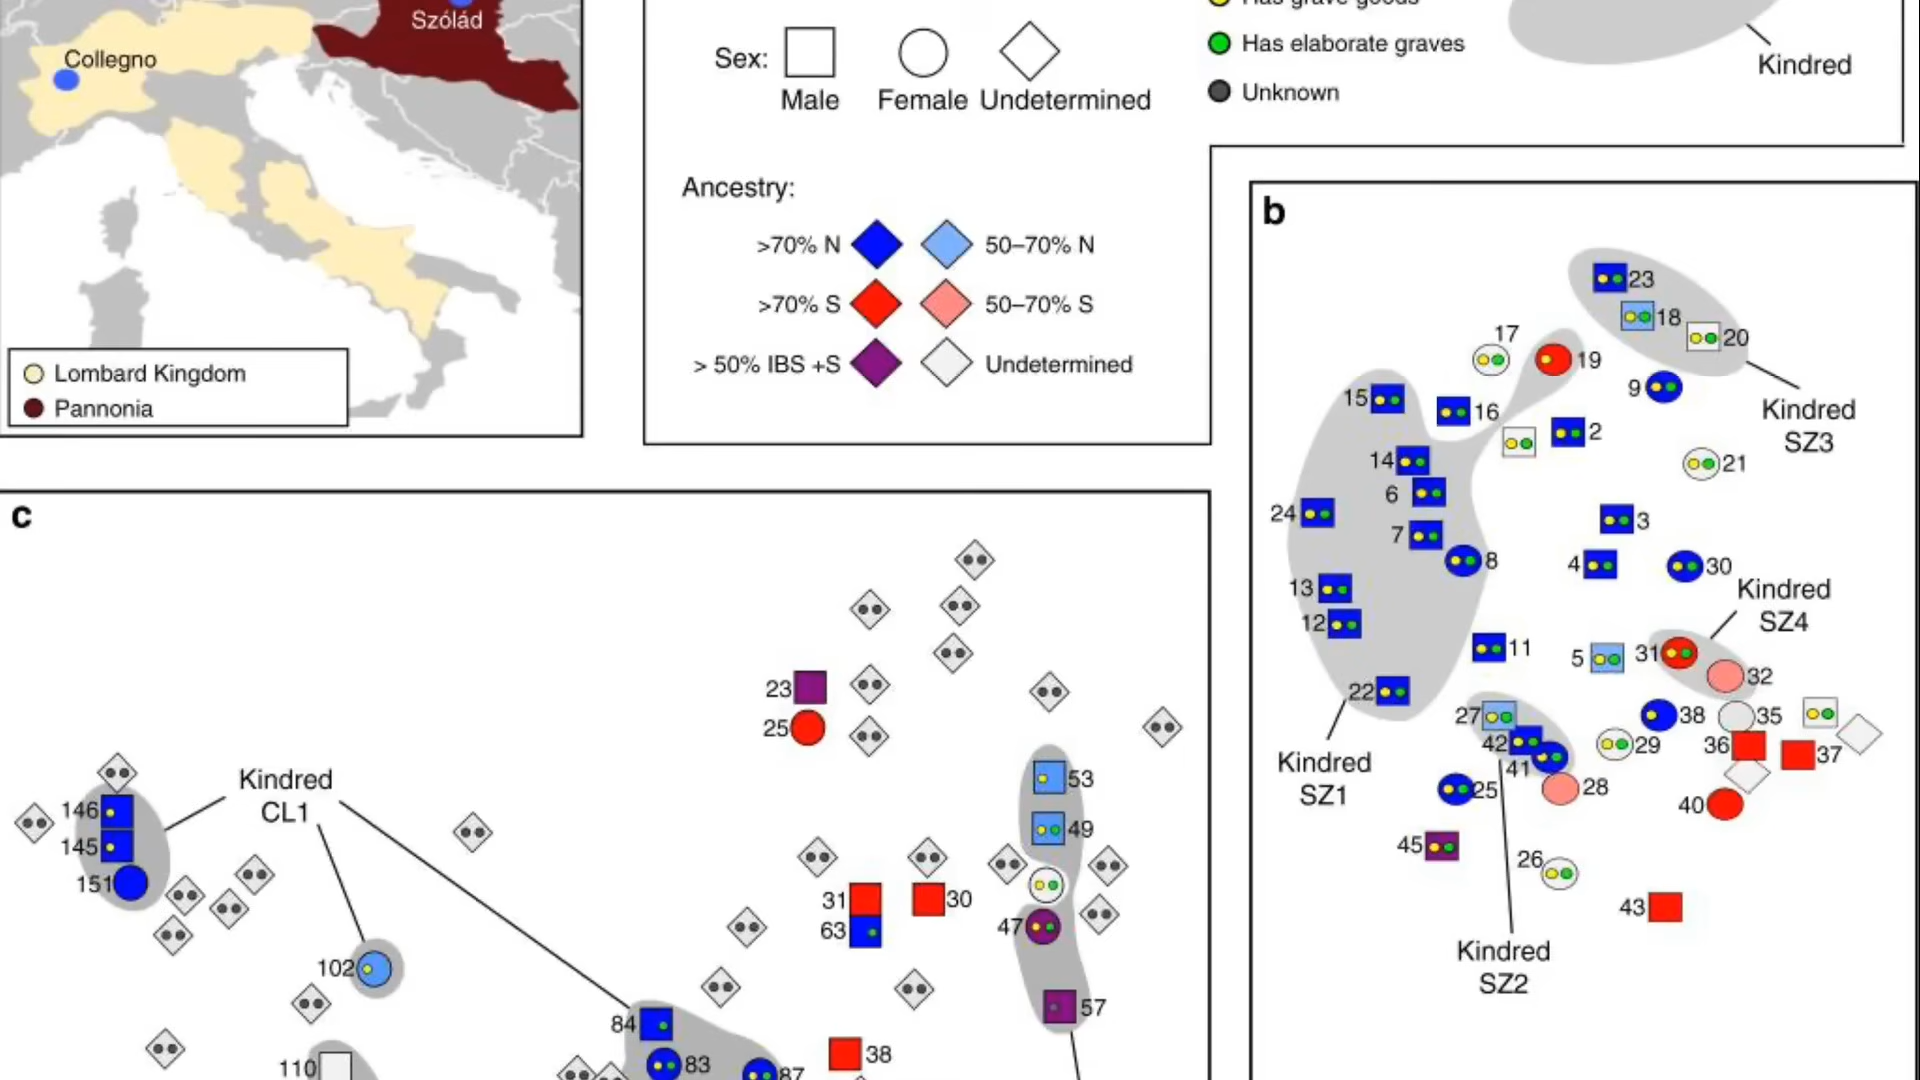 Szólád
Collegno
Lombard Kingdom
Pannonia
Sex:
Male
Female
Undetermined
Has grave goods
Has elaborate graves
Unknown
Kindred
Ancestry:
>70% N
50–70% N
>70% S
50–70% S
> 50% IBS +S
Undetermined
b
23
18
20
17
19
9
Kindred
SZ3
15
16
2
14
21
6
24
3
7
8
4
30
13
Kindred
SZ4
12
11
5
31
32
22
27
38
35
42
29
36
37
41
Kindred
SZ1
25
28
40
45
26
43
Kindred
SZ2
c
23
25
53
Kindred
CL1
146
49
145
151
31
30
63
47
102
57
84
38
110
83
87